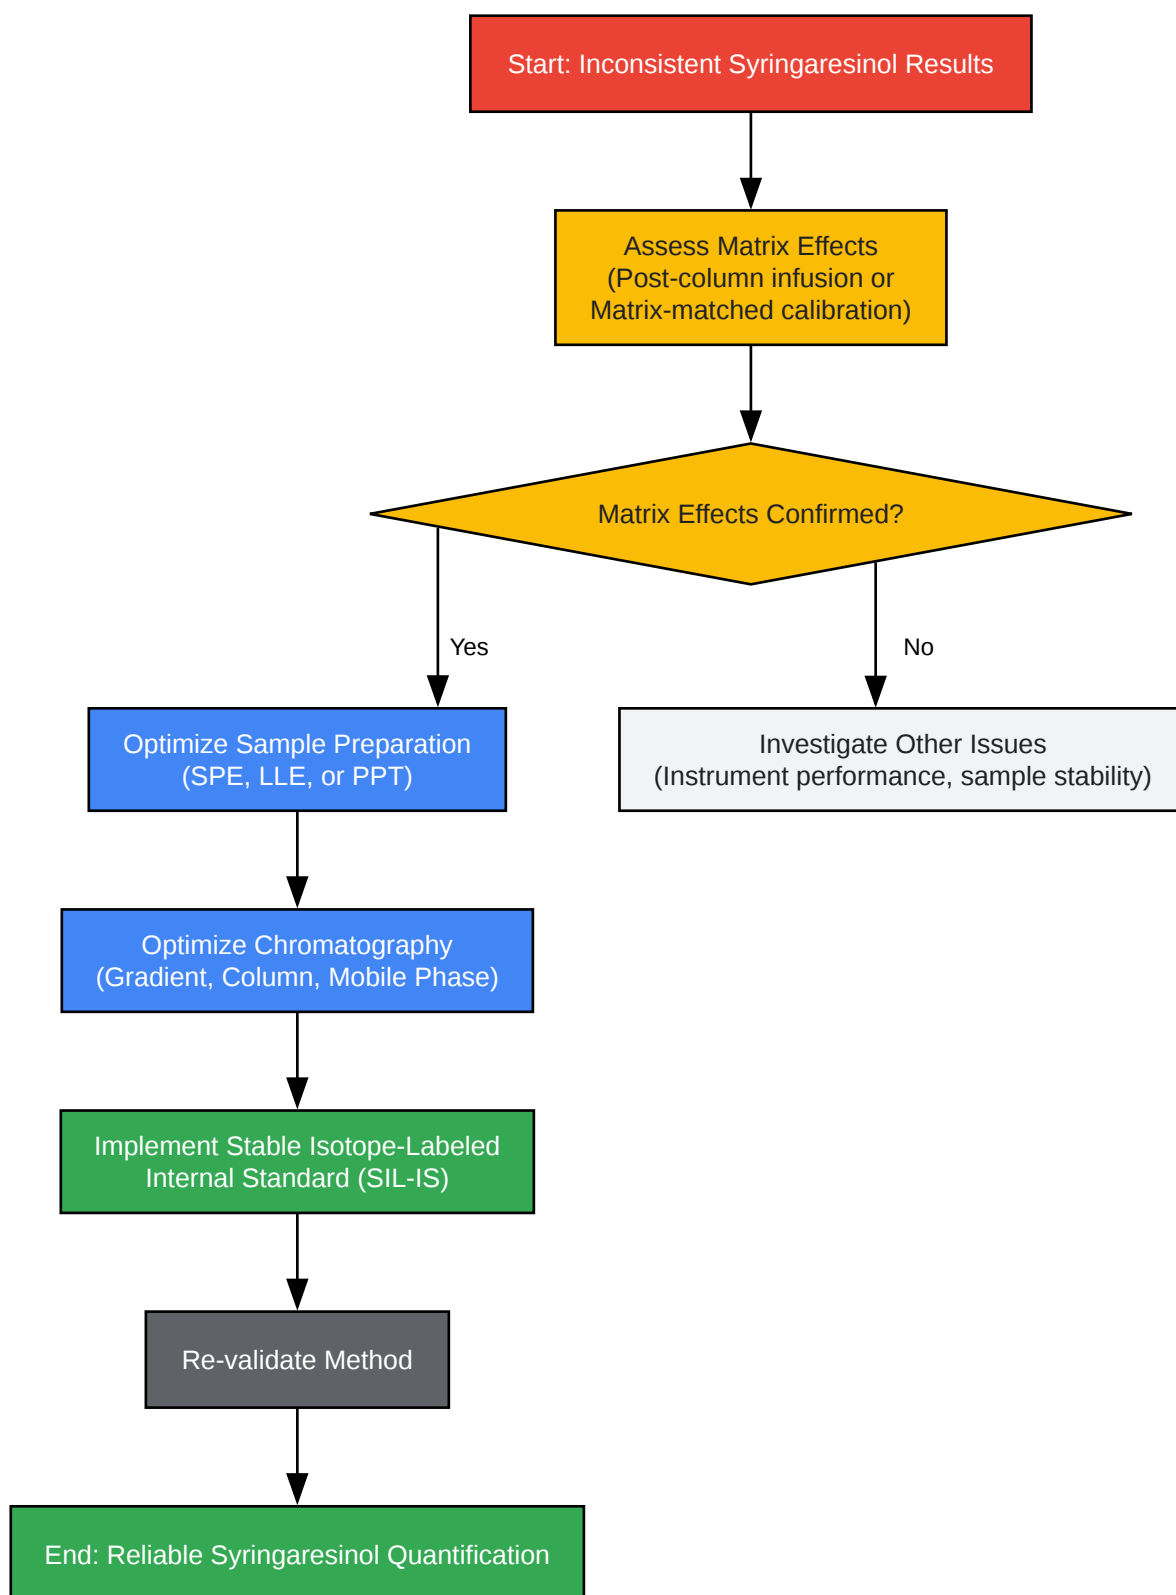 Start: Inconsistent Syringaresinol Results
Assess Matrix Effects
(Post-column infusion or
Matrix-matched calibration)
Matrix Effects Confirmed?
Yes
No
Optimize Sample Preparation
(SPE, LLE, or PPT)
Investigate Other Issues
(Instrument performance, sample stability)
Optimize Chromatography
(Gradient, Column, Mobile Phase)
Implement Stable Isotope-Labeled
Internal Standard (SIL-IS)
Re-validate Method
End: Reliable Syringaresinol Quantification